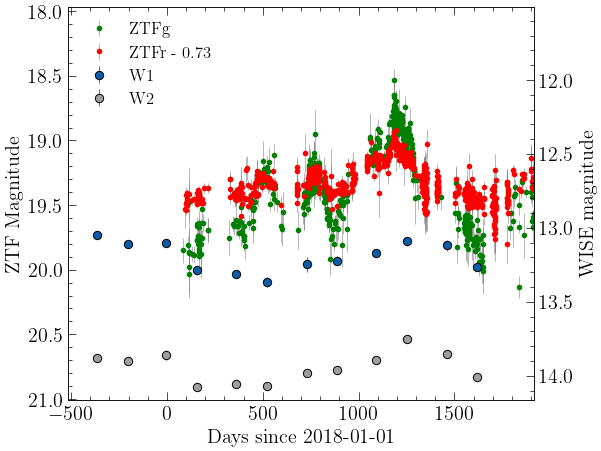 ZTFg
ZTFr - 0.73
W1
W2
18.0
18.5
19.0
19.5
20.0
20.5
21.0
ZTF Magnitude
12.0
12.5
13.0
13.5
14.0
WISE magnitude
−500 0 500 1000 1500
Days since 2018-01-01